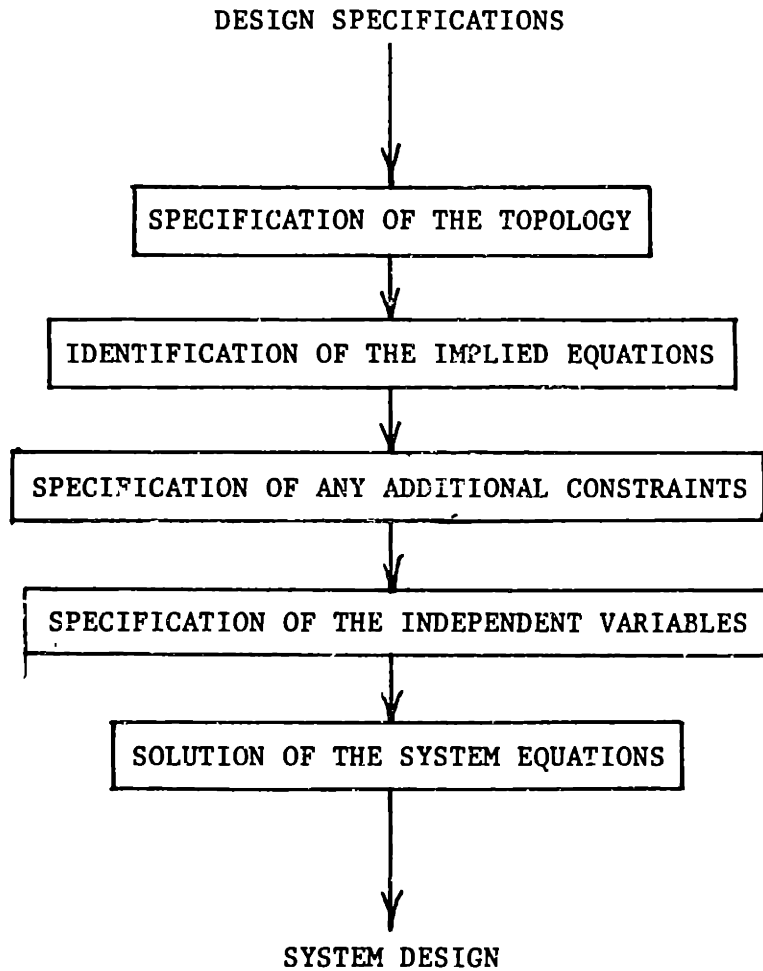 DESIGN SPECIFICATIONS
SPECIFICATION OF THE TOPOLOGY
IDENTIFICATION OF THE IMPLIED EQUATIONS
SPECIFICATION OF ANY ADDITIONAL CONSTRAINTS
SPECIFICATION OF THE INDEPENDENT VARIABLES
SOLUTION OF THE SYSTEM EQUATIONS
SYSTEM DESIGN